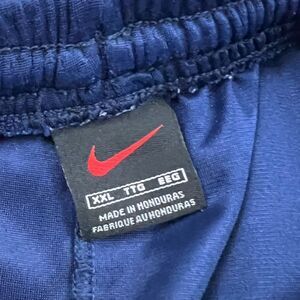 XXL TTG EEG
MADE IN HONDURAS
FABRIQUE AU HONDURAS